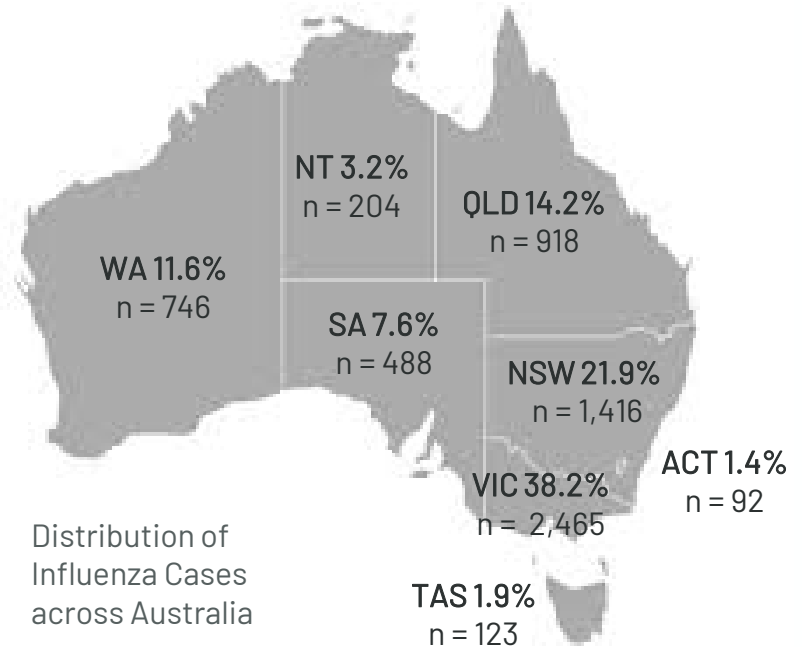 NT 3.2%
n = 204
QLD 14.2%
n = 918
WA 11.6%
n = 746
SA 7.6%
n = 488
NSW 21.9%
n = 1,416
ACT 1.4%
n = 92
VIC 38.2%
n = 2,465
Distribution of
Influenza Cases
across Australia
TAS 1.9%
n = 123